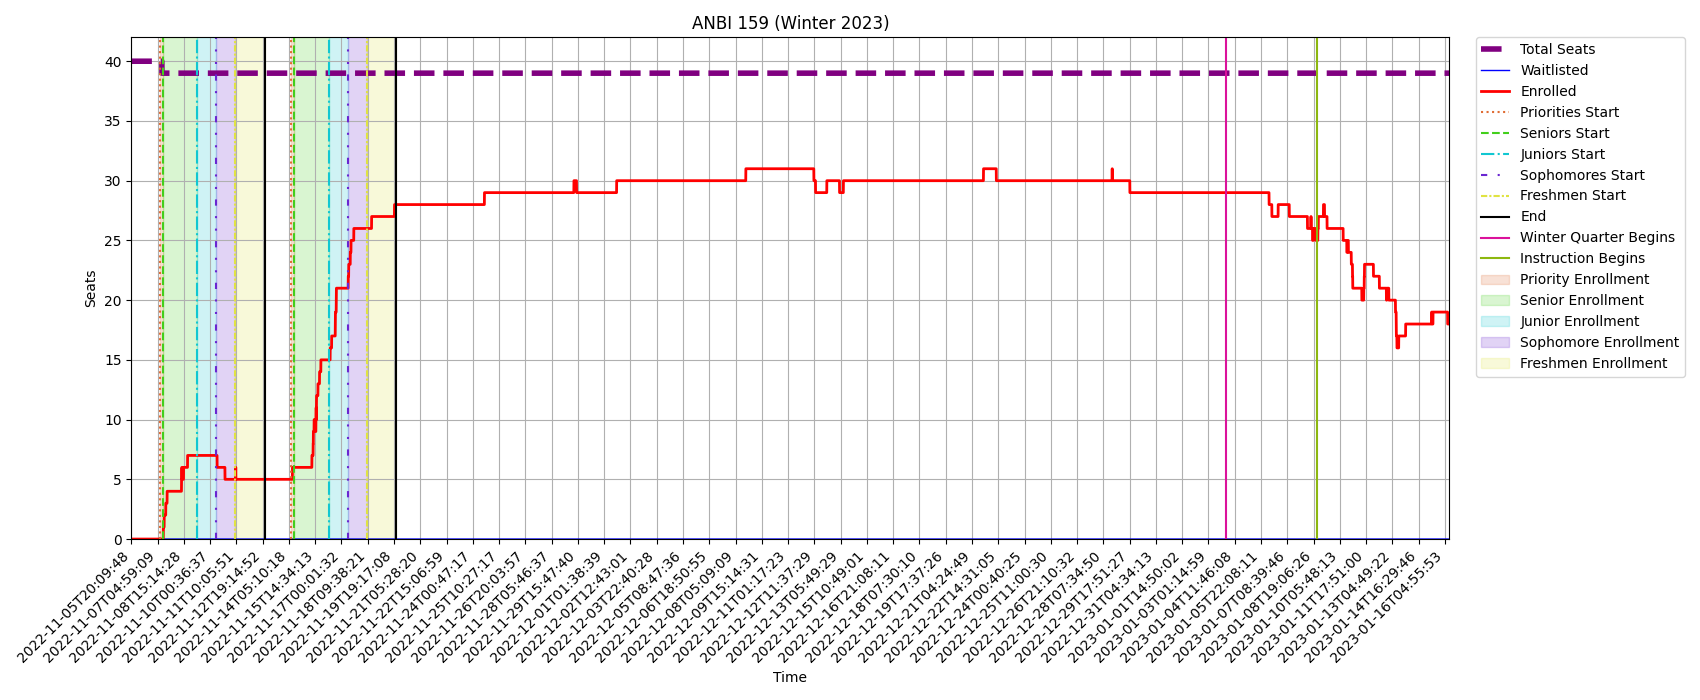 ANBI 159 (Winter 2023)
40
35
30
25
20
15
10
5
0
Seats
2022-11-05T20:09:48
2022-11-07T04:59:09
2022-11-08T15:14:28
2022-11-10T00:36:37
2022-11-11T10:05:51
2022-11-12T19:14:52
2022-11-14T05:10:18
2022-11-15T14:34:13
2022-11-17T00:01:32
2022-11-18T09:38:21
2022-11-19T19:17:08
2022-11-21T05:28:20
2022-11-22T15:06:59
2022-11-24T00:47:17
2022-11-25T10:27:17
2022-11-26T20:03:57
2022-11-28T05:46:37
2022-11-29T15:47:40
2022-12-01T01:38:39
2022-12-02T12:43:01
2022-12-03T22:40:28
2022-12-05T08:47:36
2022-12-06T18:50:55
2022-12-08T05:09:09
2022-12-09T15:14:31
2022-12-11T01:17:23
2022-12-12T11:37:29
2022-12-13T05:49:29
2022-12-15T10:49:01
2022-12-16T21:08:11
2022-12-18T07:30:10
2022-12-19T17:37:26
2022-12-21T04:24:49
2022-12-22T14:31:05
2022-12-24T00:40:25
2022-12-25T11:00:30
2022-12-26T21:10:32
2022-12-28T07:34:50
2022-12-29T17:51:27
2022-12-31T04:34:13
2023-01-01T14:50:02
2023-01-03T01:14:59
2023-01-04T11:46:08
2023-01-05T22:08:11
2023-01-07T08:39:46
2023-01-08T19:06:26
2023-01-10T05:48:13
2023-01-11T17:51:00
2023-01-13T04:49:22
2023-01-14T16:29:46
2023-01-16T04:55:53
Time
Total Seats
Waitlisted
Enrolled
Priorities Start
Seniors Start
Juniors Start
Sophomores Start
Freshmen Start
End
Winter Quarter Begins
Instruction Begins
Priority Enrollment
Senior Enrollment
Junior Enrollment
Sophomore Enrollment
Freshmen Enrollment